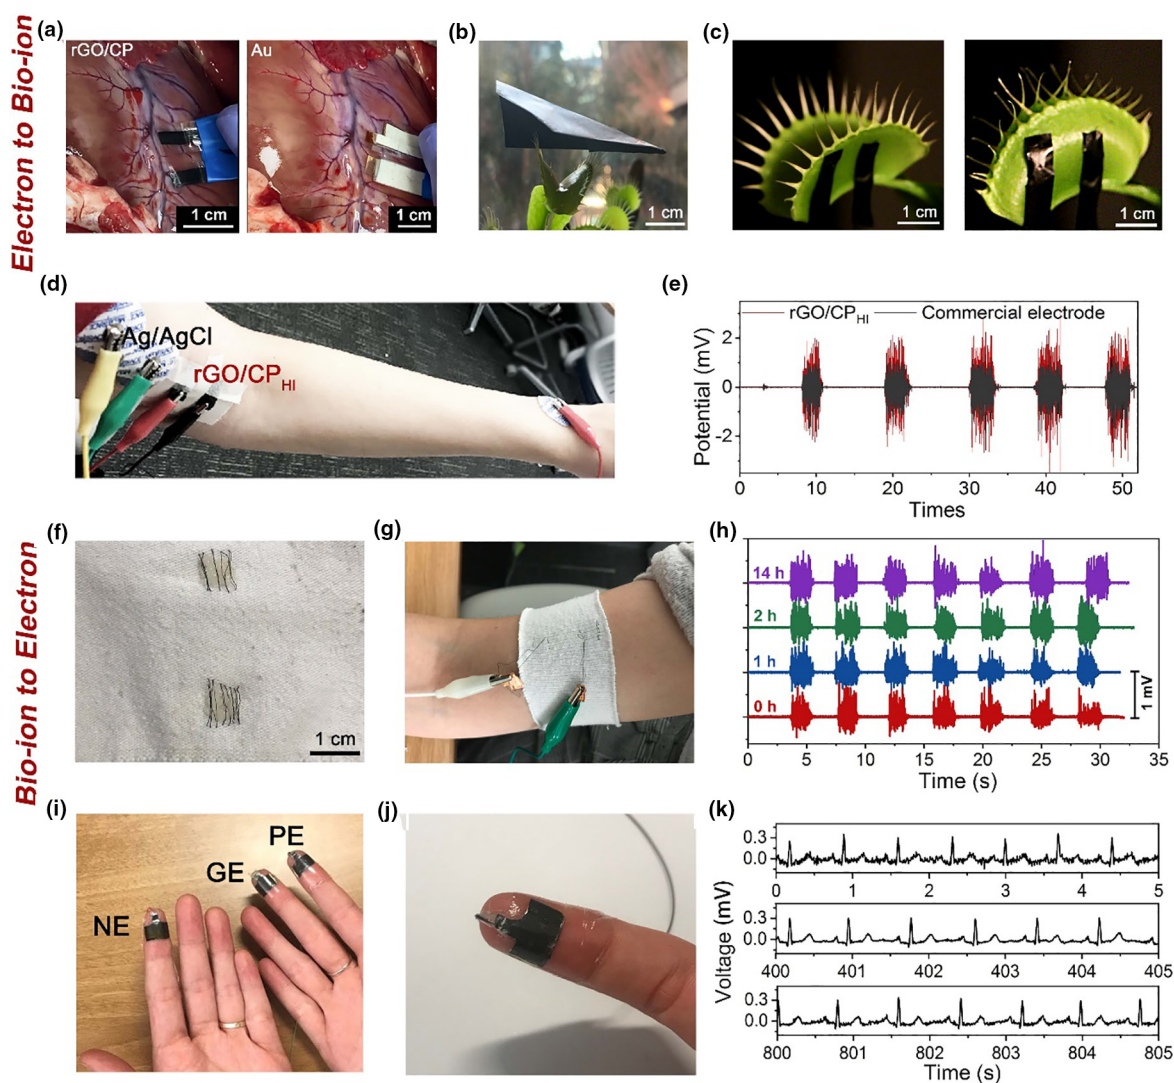 Electron to Bio-ion
(a)
rGO/CP
1 cm
Au
1 cm
(b)
1 cm
(c)
1 cm
1 cm
(d)
Ag/AgCl
rGO/CPHI
(e)
rGO/CPHI Commercial electrode
Potential (mV)
2
0
-2
0 10 20 30 40 50
Times
Bio-ion to Electron
(f)
1 cm
(g)
(h)
14 h
2 h
1 h
0 h
1 mV
0 5 10 15 20 25 30 35
Time (s)
(i)
NE
GE
PE
(j)
(k)
Voltage (mV)
0.3
0.0
0 1 2 3 4 5
0.3
0.0
400 401 402 403 404 405
0.3
0.0
800 801 802 803 804 805
Time (s)